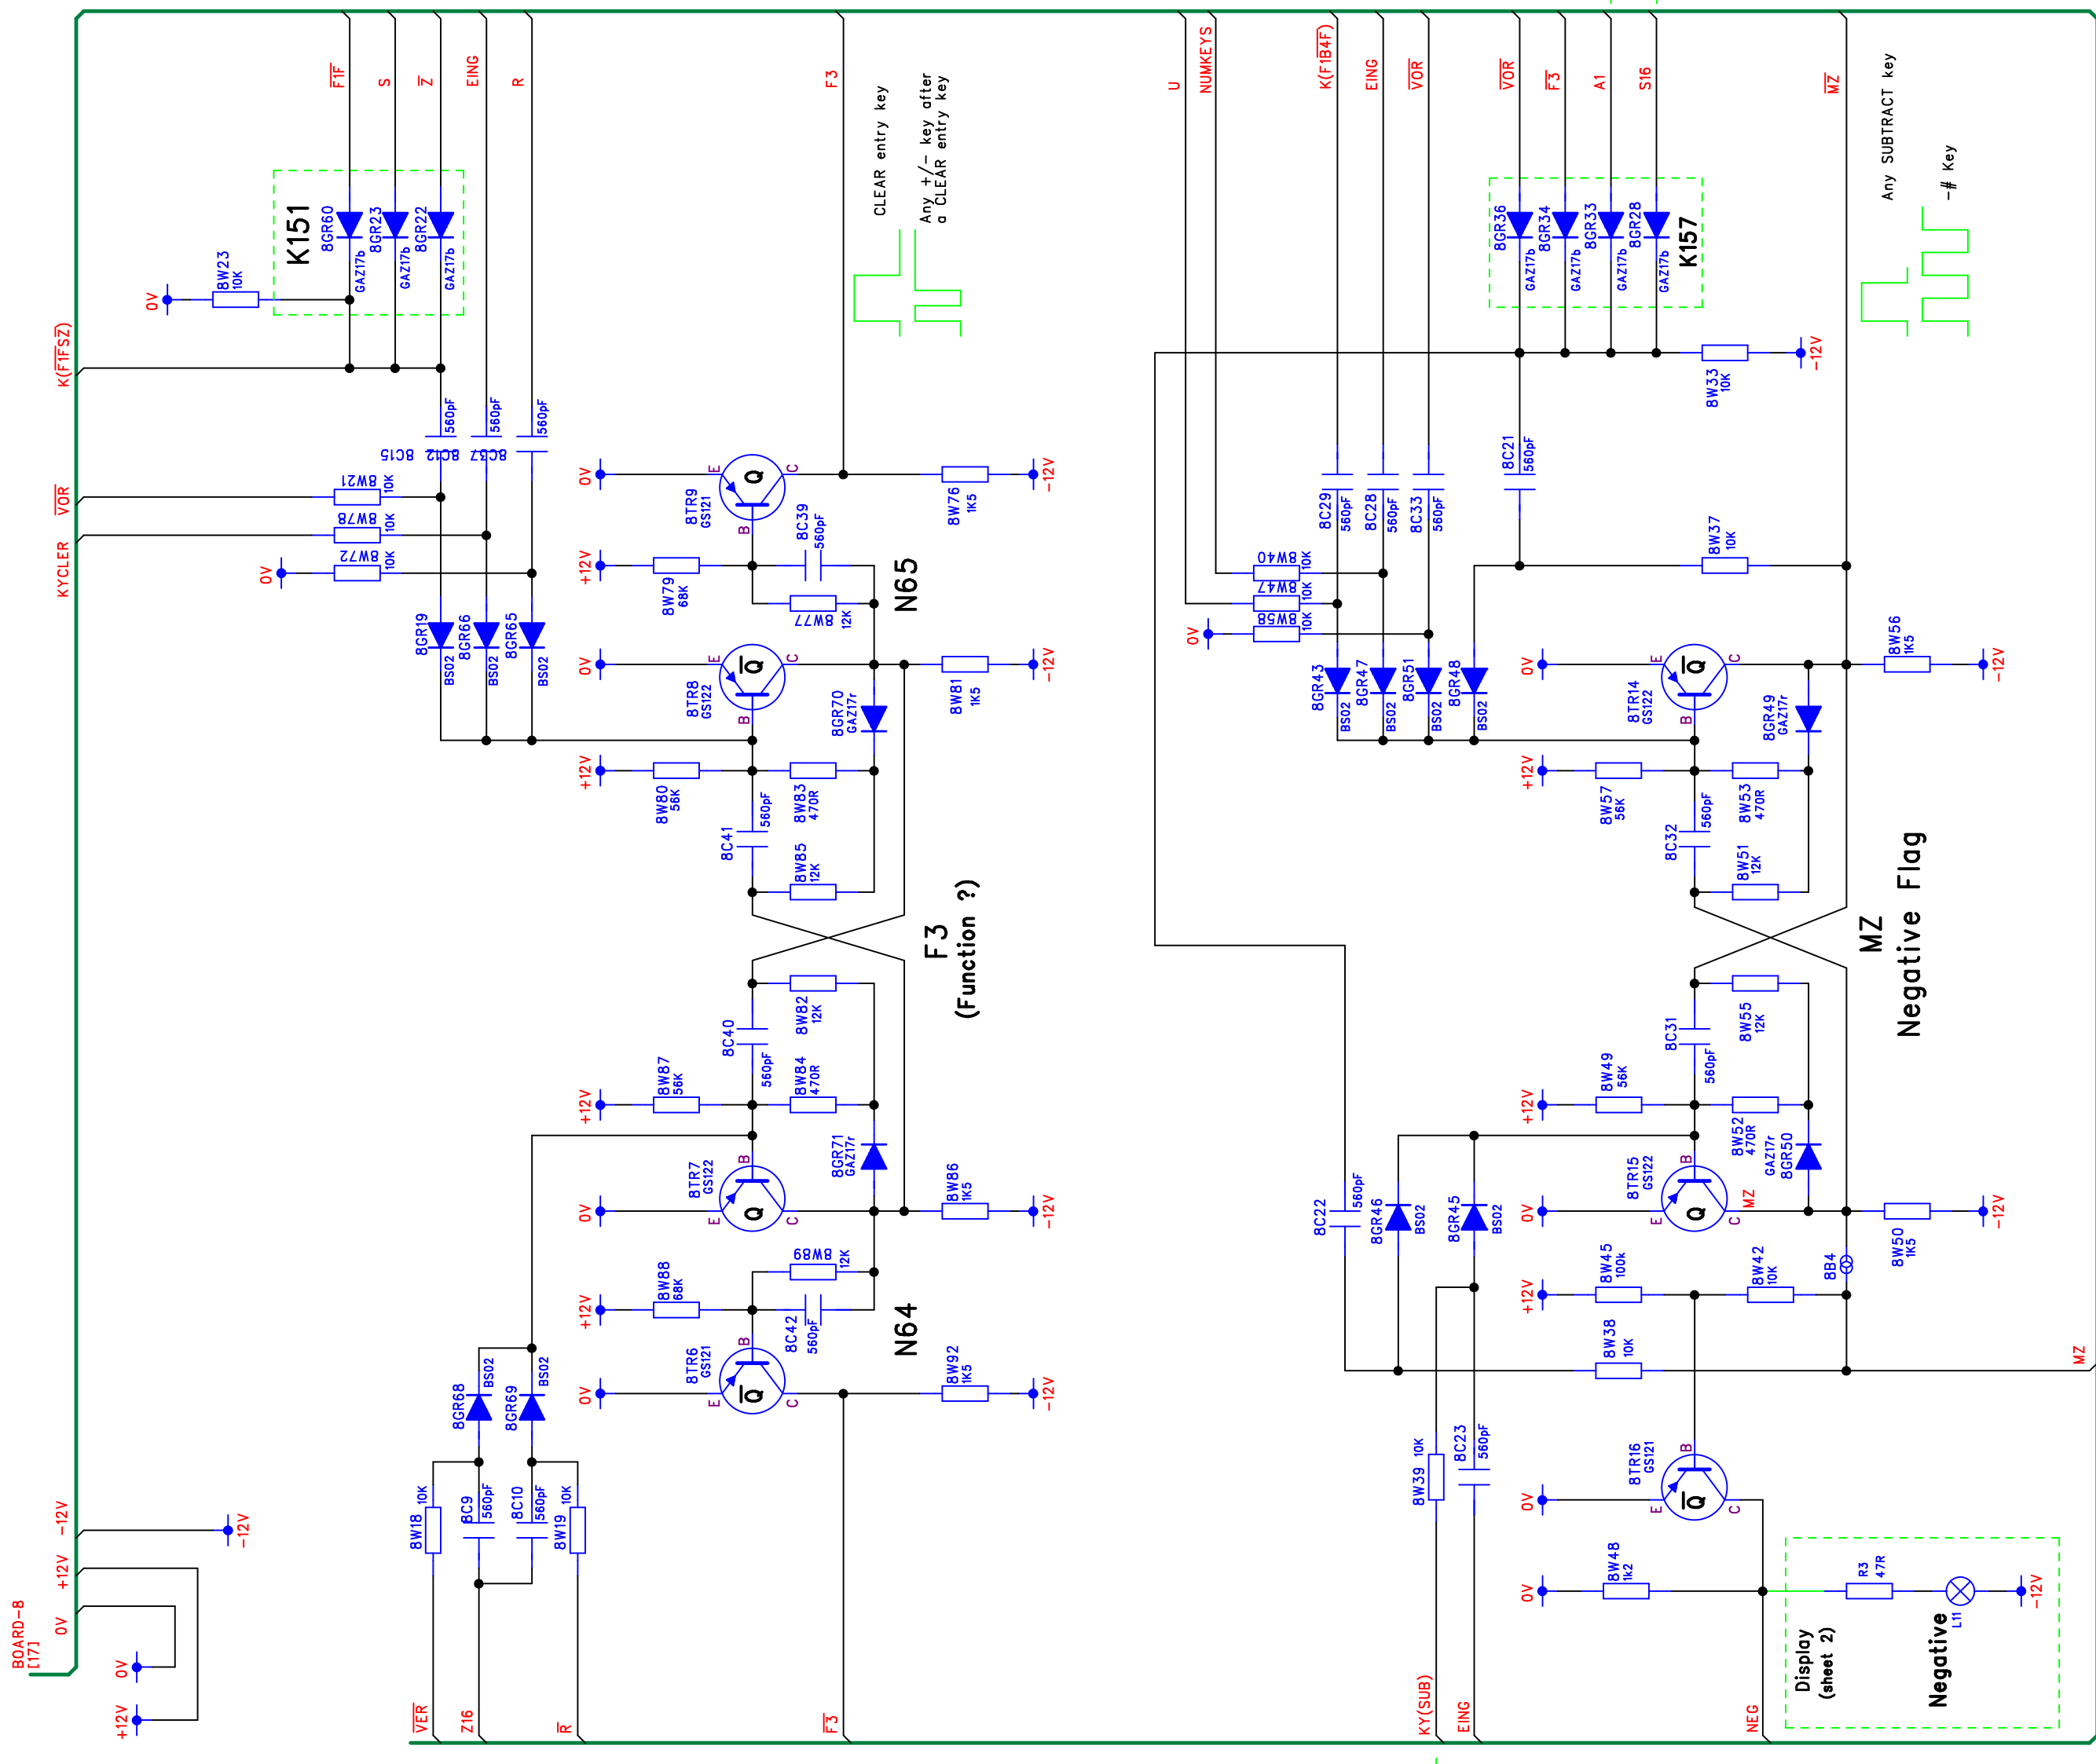 BOARD-8
[17]
0V
+12V
-12V
KYCLER
V̅O̅R̅
K(F̅1̅F̅S̅Z̅)
+12V
0V
-12V
0V
8W23
10K
K151
8GR60
GAZ17b
8GR23
GAZ17b
8GR22
GAZ17b
F̅1̅F̅
S
Z̅
EING
R
F3
0V
8W21
10K
8W78
10K
8W72
10K
8C15
8C12
8C37
560pF
560pF
560pF
8GR19
BS02
8GR66
BS02
8GR65
BS02
CLEAR entry key
Any +/- key after
a CLEAR entry key
V̅E̅R̅
Z16
R̅
F̅3̅
8W18
10K
8C9
560pF
8C10
560pF
8W19
10K
8GR68
BS02
8GR69
BS02
0V
8TR6
GS121
Q̅
E
B
C
8W92
1K5
-12V
+12V
8W88
68K
8C42
560pF
8W89
12K
N64
0V
8TR7
GS122
Q
E
B
C
8W86
1K5
-12V
8GR71
GAZ17r
+12V
8W87
56K
8W84
470R
8C40
560pF
8W82
12K
F3
(Function ?)
8C41
560pF
8W85
12K
+12V
8W80
56K
8W83
470R
8GR70
GAZ17r
0V
8TR8
GS122
Q̅
E
B
C
8W81
1K5
-12V
+12V
8W79
68K
8W77
12K
8C39
560pF
N65
0V
8TR9
GS121
Q
E
B
C
8W76
1K5
-12V
U
NUMKEYS
K(F̅1̅B̅4̅F̅)
EING
V̅O̅R̅
V̅O̅R̅
F̅3̅
A1
S16
M̅Z̅
8GR36
GAZ17b
8GR34
GAZ17b
8GR33
GAZ17b
8GR28
GAZ17b
K157
8W33
10K
-12V
Any SUBTRACT key
-# Key
8C29
560pF
8C28
560pF
8C33
560pF
8C21
560pF
8W40
10K
8W47
10K
8W58
10K
0V
8W37
10K
8GR43
BS02
8GR47
BS02
8GR51
BS02
8GR48
BS02
0V
8TR14
GS122
Q̅
E
B
C
8W56
1K5
-12V
8GR49
GAZ17r
+12V
8W57
56K
8W53
470R
8C32
560pF
8W51
12K
MZ
Negative Flag
8C31
560pF
8W55
12K
+12V
8W49
56K
8W52
470R
GAZ17r
8GR50
0V
8TR15
GS122
Q
E
B
C
MZ
8W50
1K5
-12V
8C22
560pF
8GR46
BS02
8GR45
BS02
+12V
8W45
100k
8W42
10K
8B4
8W38
10K
MZ
8W39
10K
8C23
560pF
0V
8TR16
GS121
Q̅
E
B
C
0V
8W48
1k2
R3
47R
L11
-12V
Display
(sheet 2)
Negative
KY(SUB)
EING
NEG